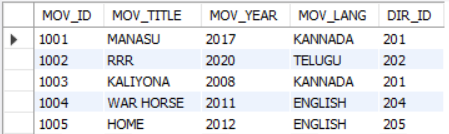 MOV_ID MOV_TITLE MOV_YEAR MOV_LANG DIR_ID
1001 MANASU 2017 KANNADA 201
1002 RRR 2020 TELUGU 202
1003 KALIYONA 2008 KANNADA 201
1004 WAR HORSE 2011 ENGLISH 204
1005 HOME 2012 ENGLISH 205